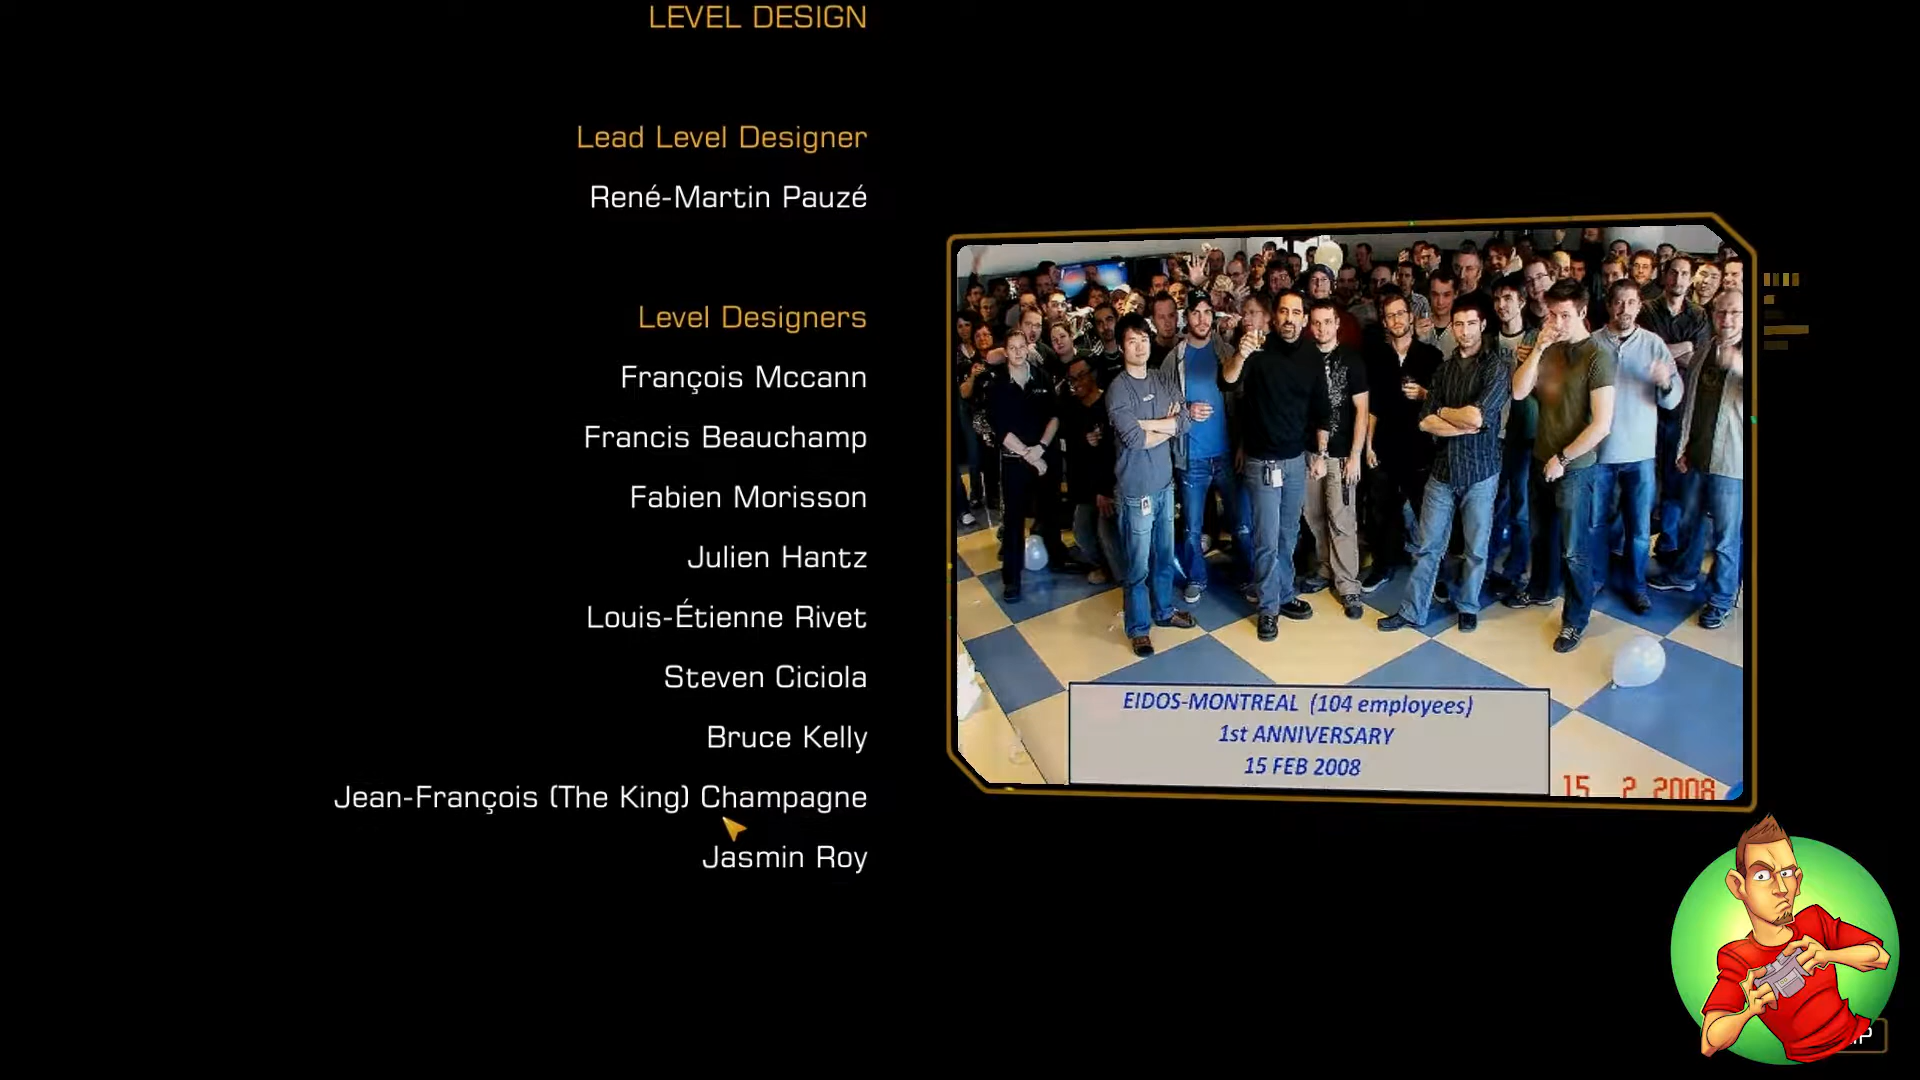 LEVEL DESIGN
Lead Level Designer
René-Martin Pauzé
Level Designers
François Mccann
Francis Beauchamp
Fabien Morisson
Julien Hantz
Louis-Étienne Rivet
Steven Ciciola
Bruce Kelly
Jean-François (The King) Champagne
Jasmin Roy
EIDOS-MONTREAL (104 employees)
1st ANNIVERSARY
15 FEB 2008
15 2 2008